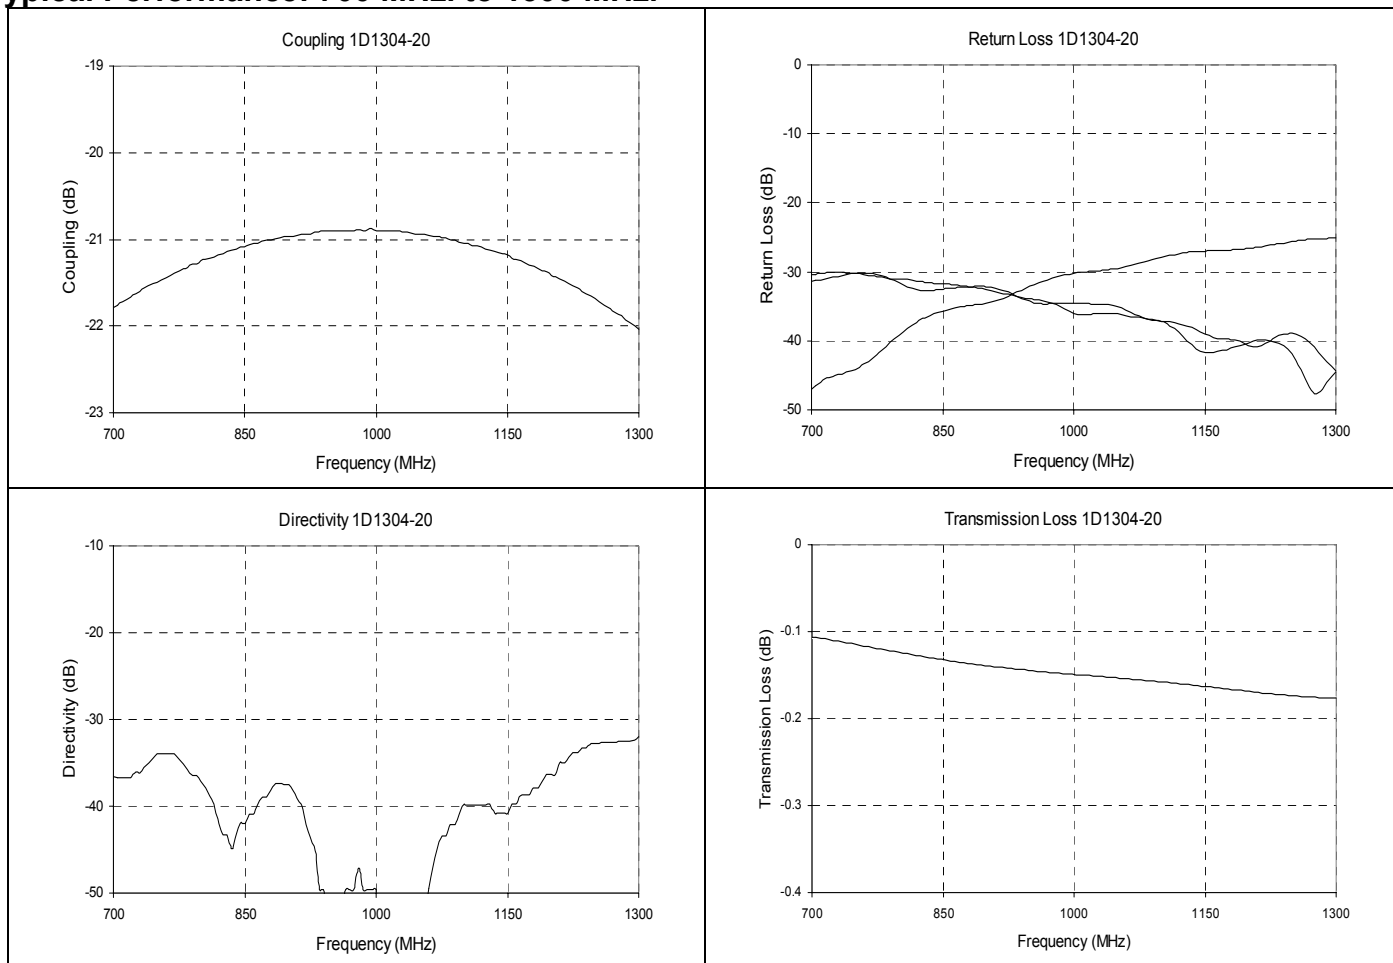 Coupling 1D1304-20
-19
-20
-21
-22
-23
Coupling (dB)
700 850 1000 1150 1300
Frequency (MHz)
Return Loss 1D1304-20
0
-10
-20
-30
-40
-50
Return Loss (dB)
700 850 1000 1150 1300
Frequency (MHz)
Directivity 1D1304-20
-10
-20
-30
-40
-50
Directivity (dB)
700 850 1000 1150 1300
Frequency (MHz)
Transmission Loss 1D1304-20
0
-0.1
-0.2
-0.3
-0.4
Transmission Loss (dB)
700 850 1000 1150 1300
Frequency (MHz)